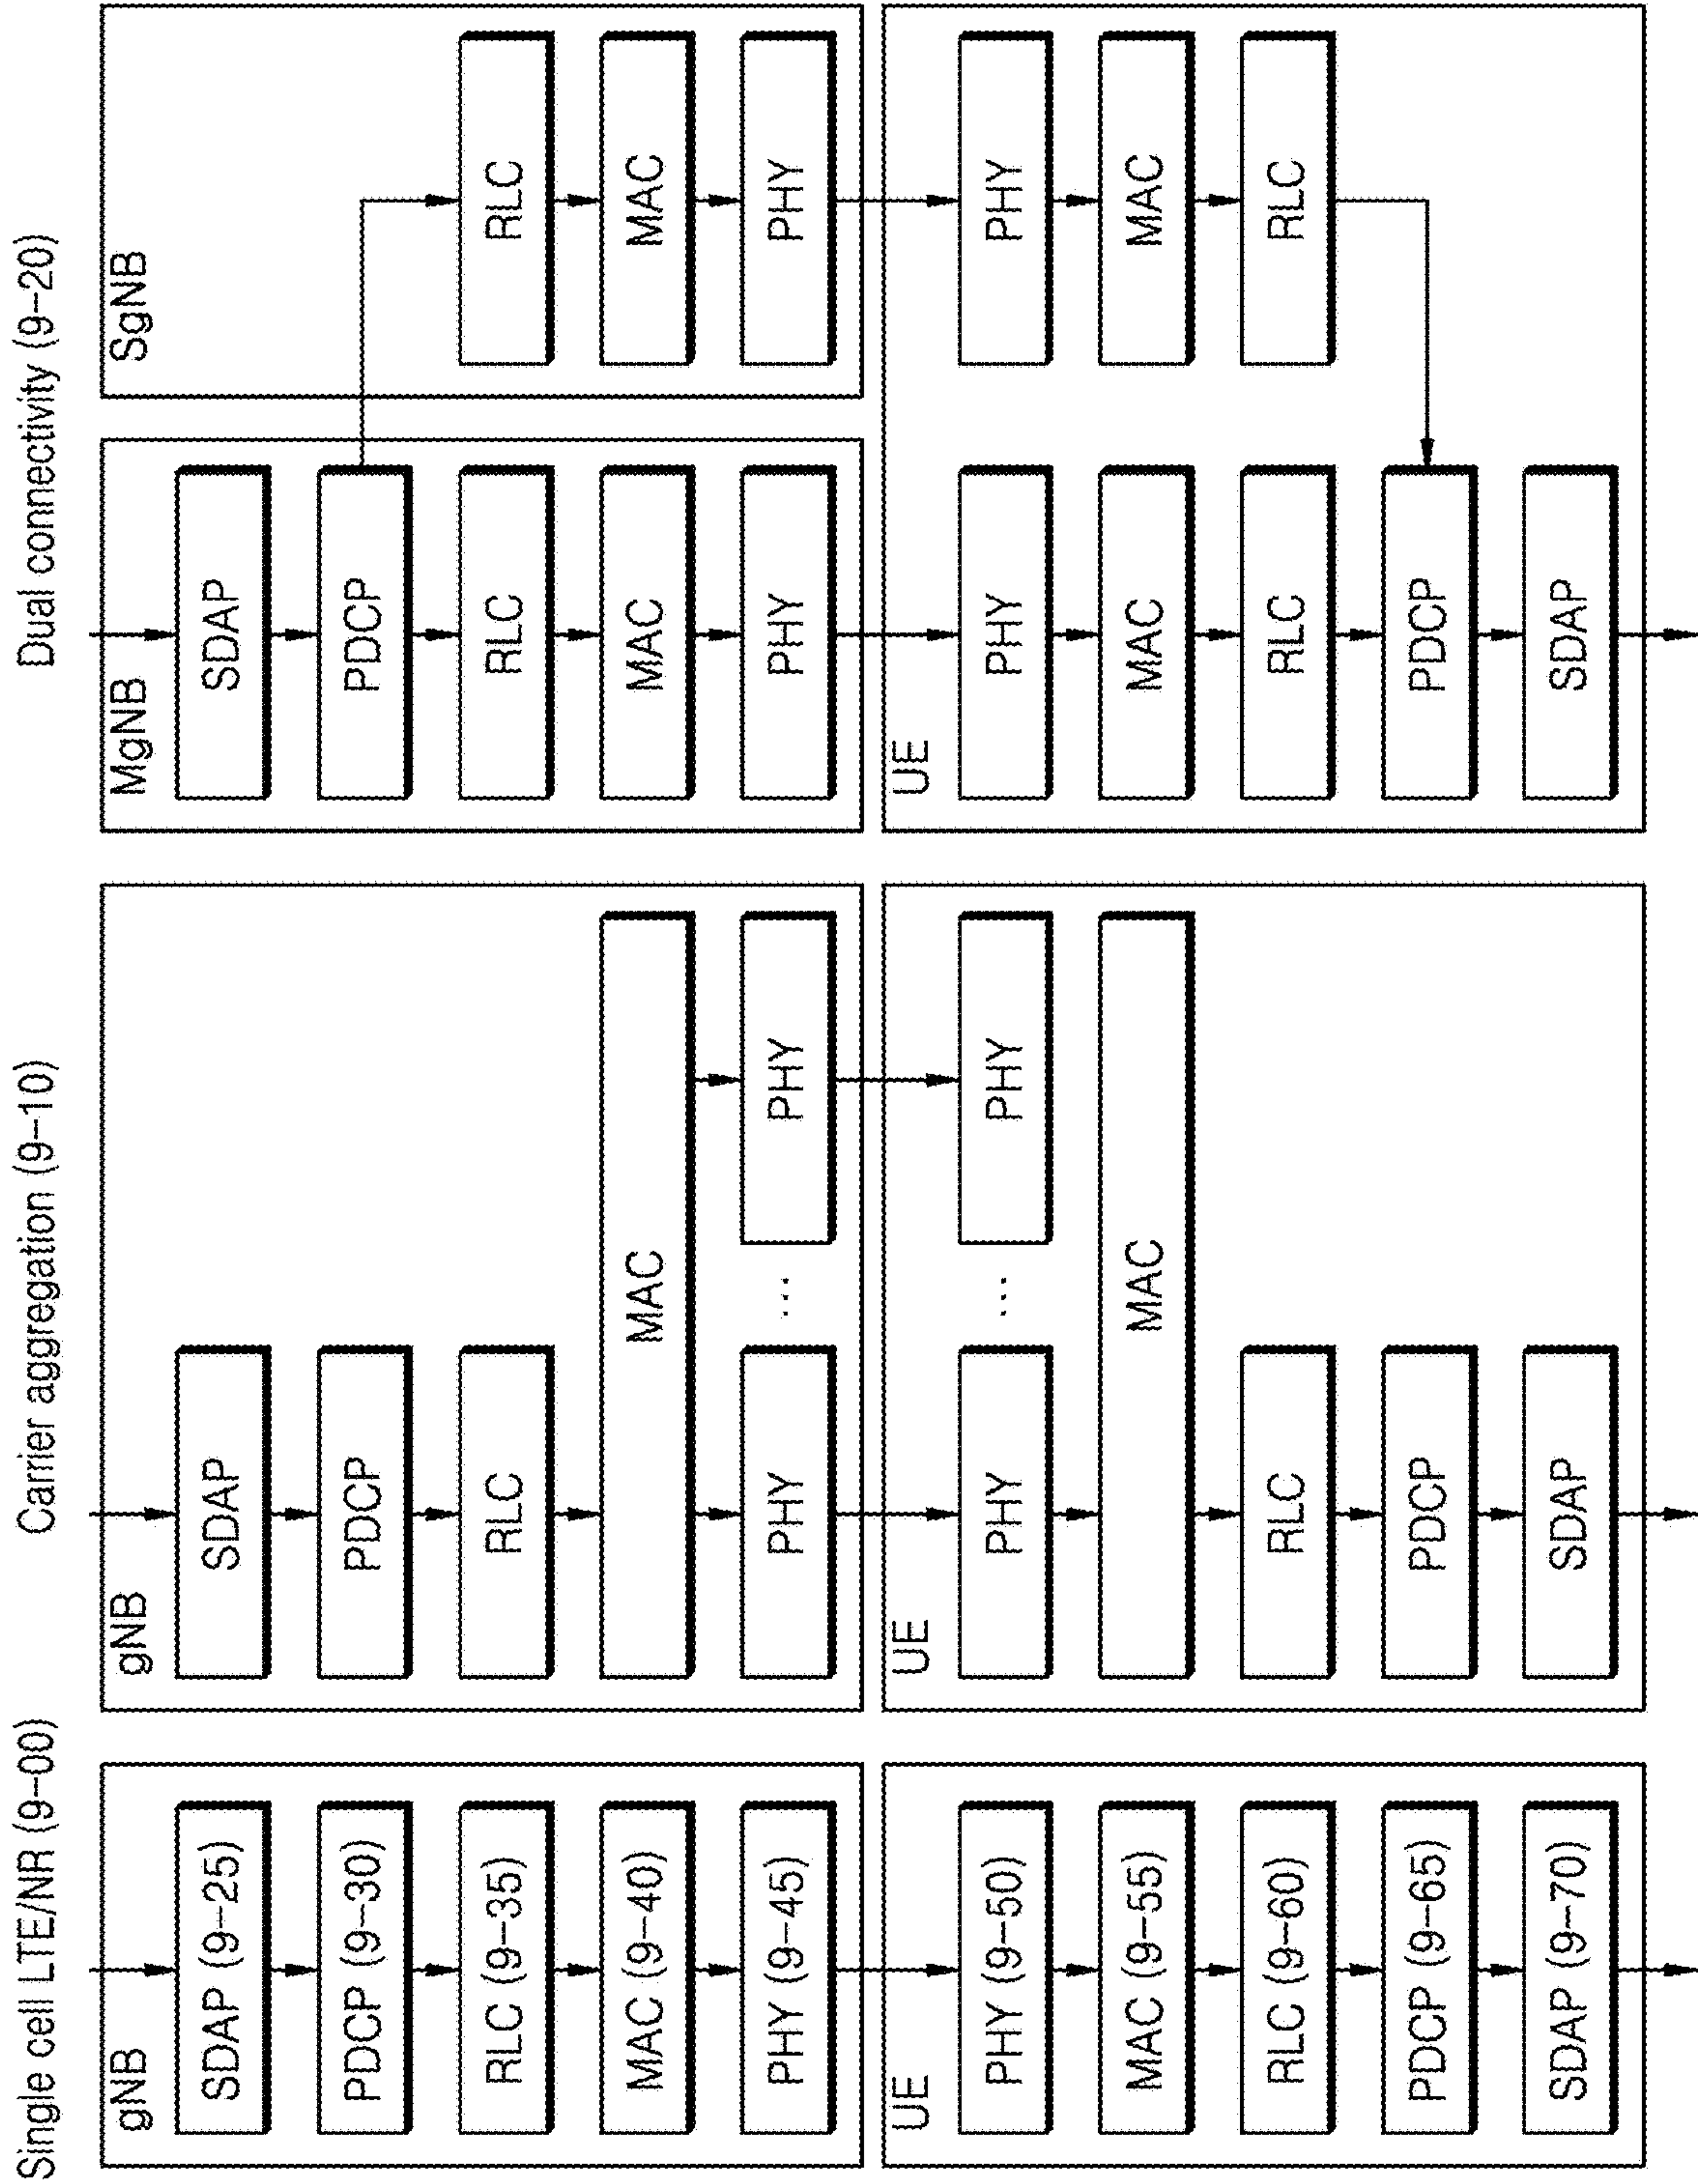 Single cell LTE/NR (9-00)
gNB
SDAP (9-25)
PDCP (9-30)
RLC (9-35)
MAC (9-40)
PHY (9-45)
UE
PHY (9-50)
MAC (9-55)
RLC (9-60)
PDCP (9-65)
SDAP (9-70)
Carrier aggregation (9-10)
gNB
SDAP
PDCP
RLC
MAC
PHY
...
PHY
UE
PHY
...
PHY
MAC
RLC
PDCP
SDAP
Dual connectivity (9-20)
MgNB
SDAP
PDCP
RLC
MAC
PHY
SgNB
RLC
MAC
PHY
UE
PHY
MAC
RLC
PDCP
SDAP
PHY
MAC
RLC